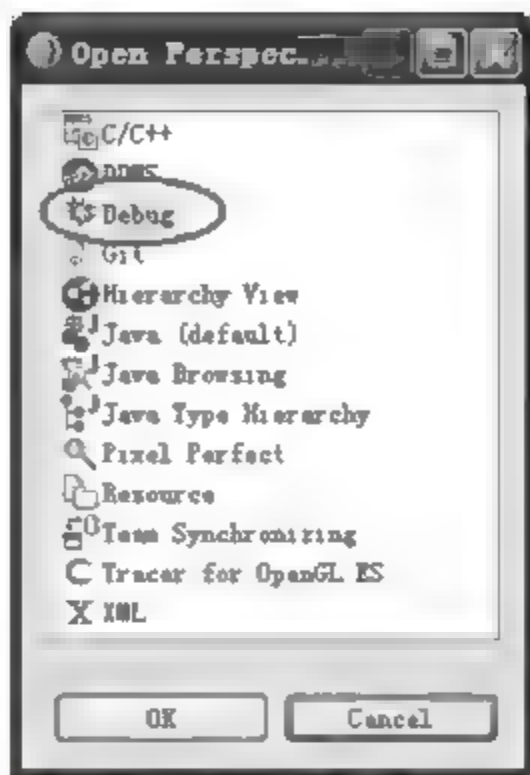 Open Perspec...
C/C++
DDMS
Debug
Git
Hierarchy View
Java (default)
Java Browsing
Java Type Hierarchy
Pixel Perfect
Resource
Team Synchronizing
Tracer for OpenGL ES
XML
OK
Cancel